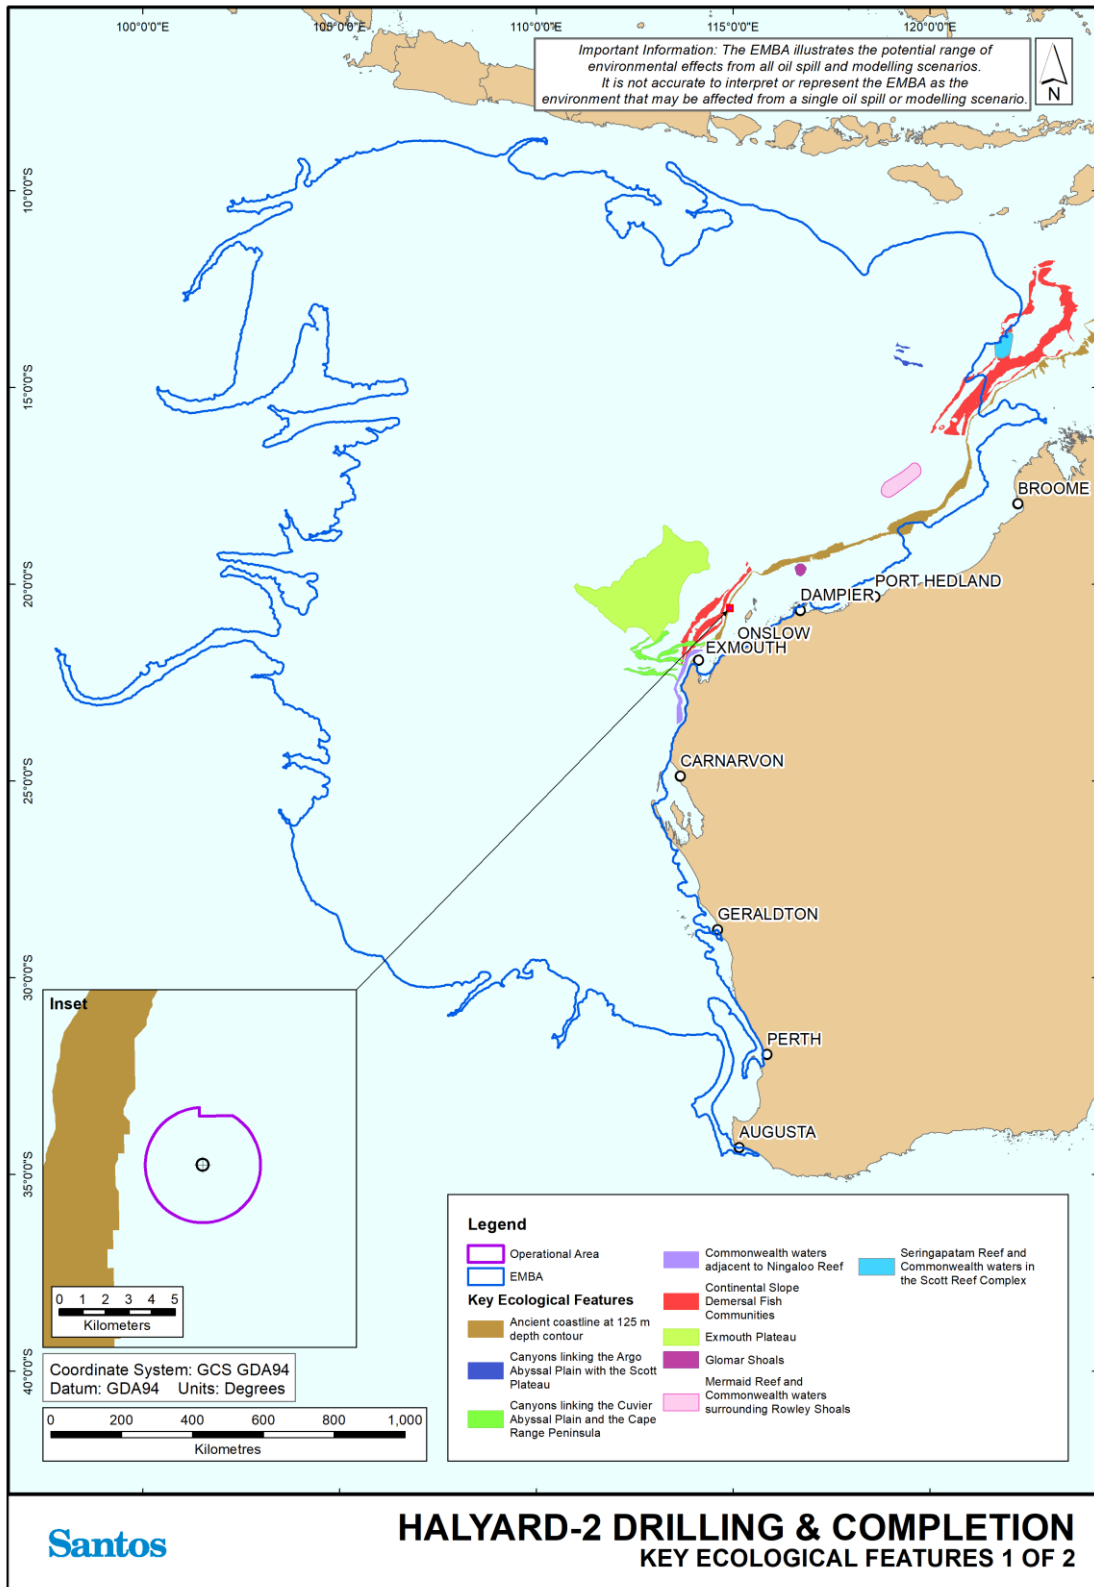 100°0'0"E
105°0'0"E
110°0'0"E
115°0'0"E
120°0'0"E
Important Information: The EMBA illustrates the potential range of
environmental effects from all oil spill and modelling scenarios.
It is not accurate to interpret or represent the EMBA as the
environment that may be affected from a single oil spill or modelling scenario.
N
10°0'0"S
15°0'0"S
20°0'0"S
25°0'0"S
30°0'0"S
35°0'0"S
40°0'0"S
BROOME
PORT HEDLAND
DAMPIER
ONSLOW
EXMOUTH
CARNARVON
GERALDTON
PERTH
AUGUSTA
Inset
0 1 2 3 4 5
Kilometers
Coordinate System: GCS GDA94
Datum: GDA94 Units: Degrees
0 200 400 600 800 1,000
Kilometres
Legend
Operational Area
EMBA
Key Ecological Features
Ancient coastline at 125 m
depth contour
Canyons linking the Argo
Abyssal Plain with the Scott
Plateau
Canyons linking the Cuvier
Abyssal Plain and the Cape
Range Peninsula
Commonwealth waters
adjacent to Ningaloo Reef
Continental Slope
Demersal Fish
Communities
Exmouth Plateau
Glomar Shoals
Mermaid Reef and
Commonwealth waters
surrounding Rowley Shoals
Seringapatam Reef and
Commonwealth waters in
the Scott Reef Complex
Santos
HALYARD-2 DRILLING & COMPLETION
KEY ECOLOGICAL FEATURES 1 OF 2